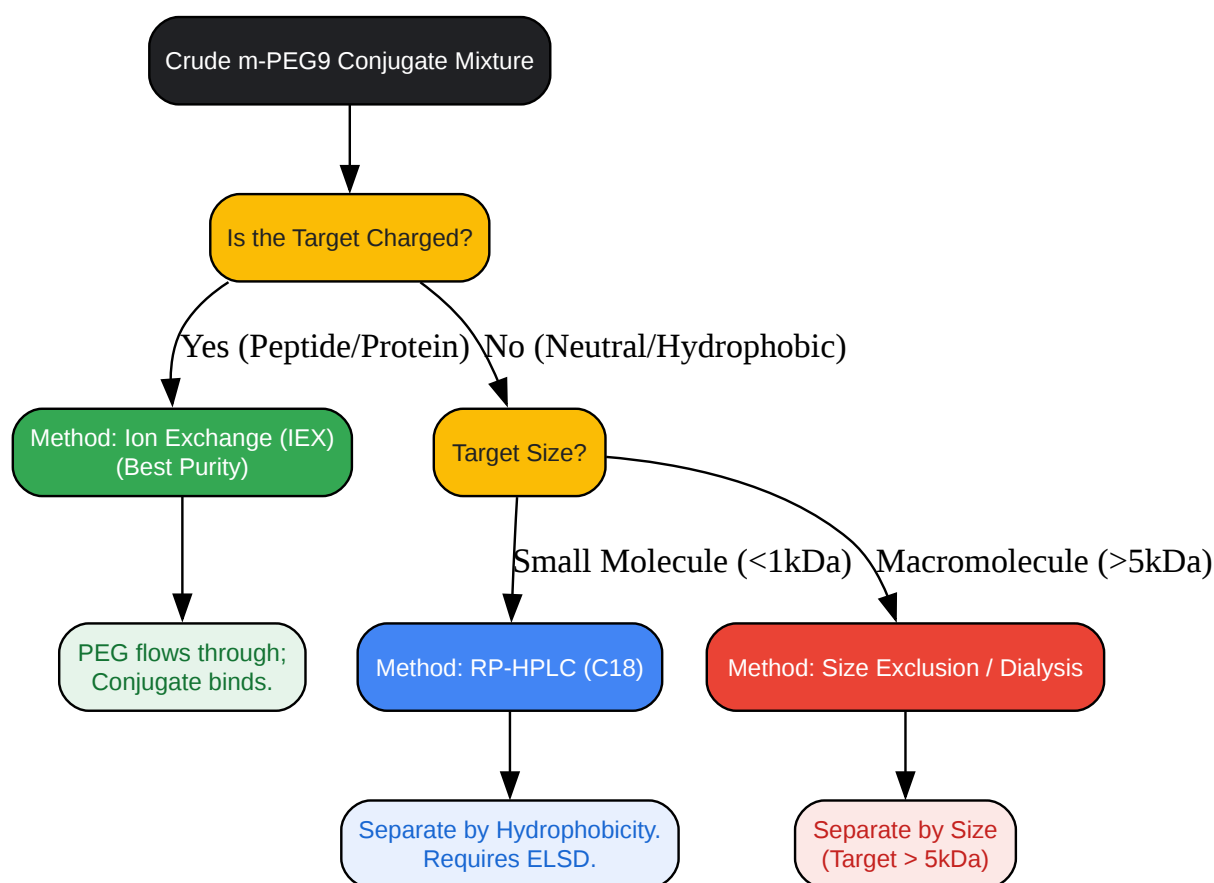 Crude m-PEG9 Conjugate Mixture
Is the Target Charged?
Yes (Peptide/Protein)
No (Neutral/Hydrophobic)
Method: Ion Exchange (IEX)
(Best Purity)
Target Size?
Small Molecule (<1kDa)
Macromolecule (>5kDa)
PEG flows through;
Conjugate binds.
Method: RP-HPLC (C18)
Method: Size Exclusion / Dialysis
Separate by Hydrophobicity.
Requires ELSD.
Separate by Size
(Target > 5kDa)